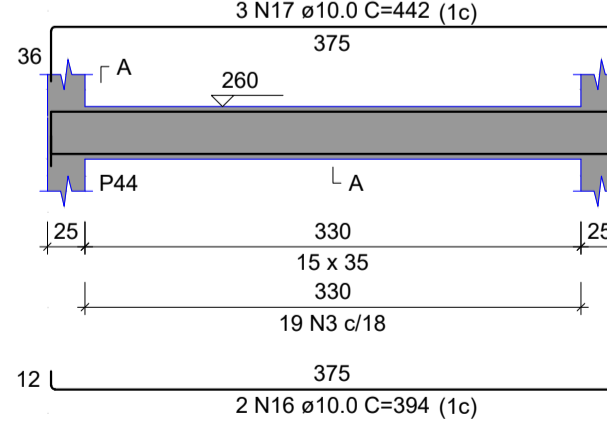 3 N17 ø10.0 C=442 (1c)
375
36
A
260
P44
A
25
330
25
15 x 35
330
19 N3 c/18
12
375
2 N16 ø10.0 C=394 (1c)